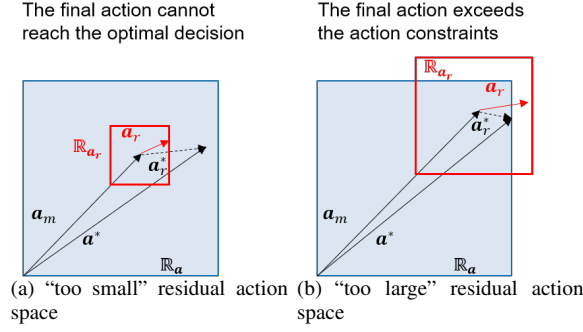 The final action cannot
reach the optimal decision
The final action exceeds
the action constraints
ℝ_{a_r}
a_r
a_r^*
a_m
a^*
ℝ_a
ℝ_{a_r}
a_r
a_r^*
a_m
a^*
ℝ_a
(a) “too small” residual action
space
(b) “too large” residual action
space